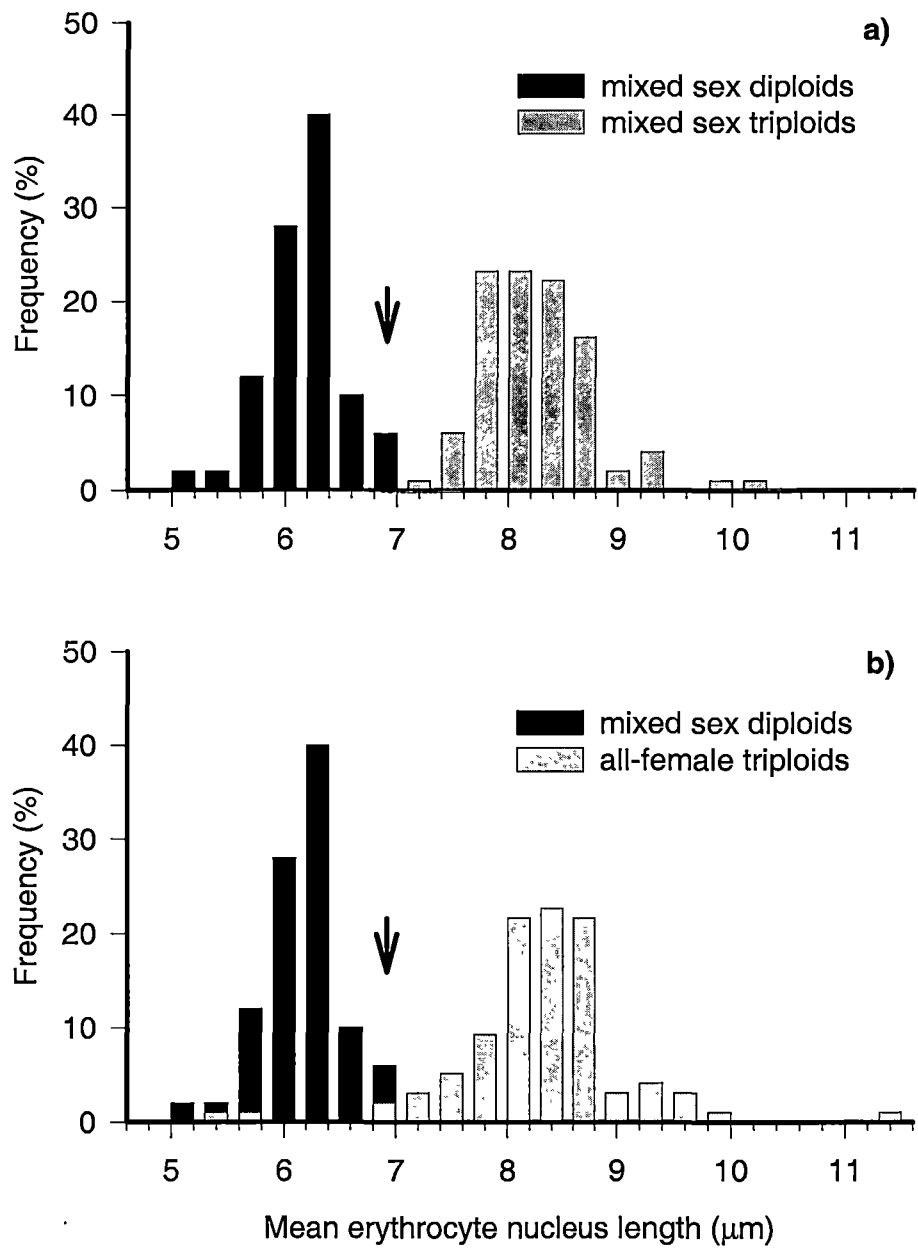 a)
50
40
30
20
10
0
Frequency (%)
mixed sex diploids
mixed sex triploids
5 6 7 8 9 10 11
b)
50
40
30
20
10
0
Frequency (%)
mixed sex diploids
all-female triploids
5 6 7 8 9 10 11
Mean erythrocyte nucleus length (μm)